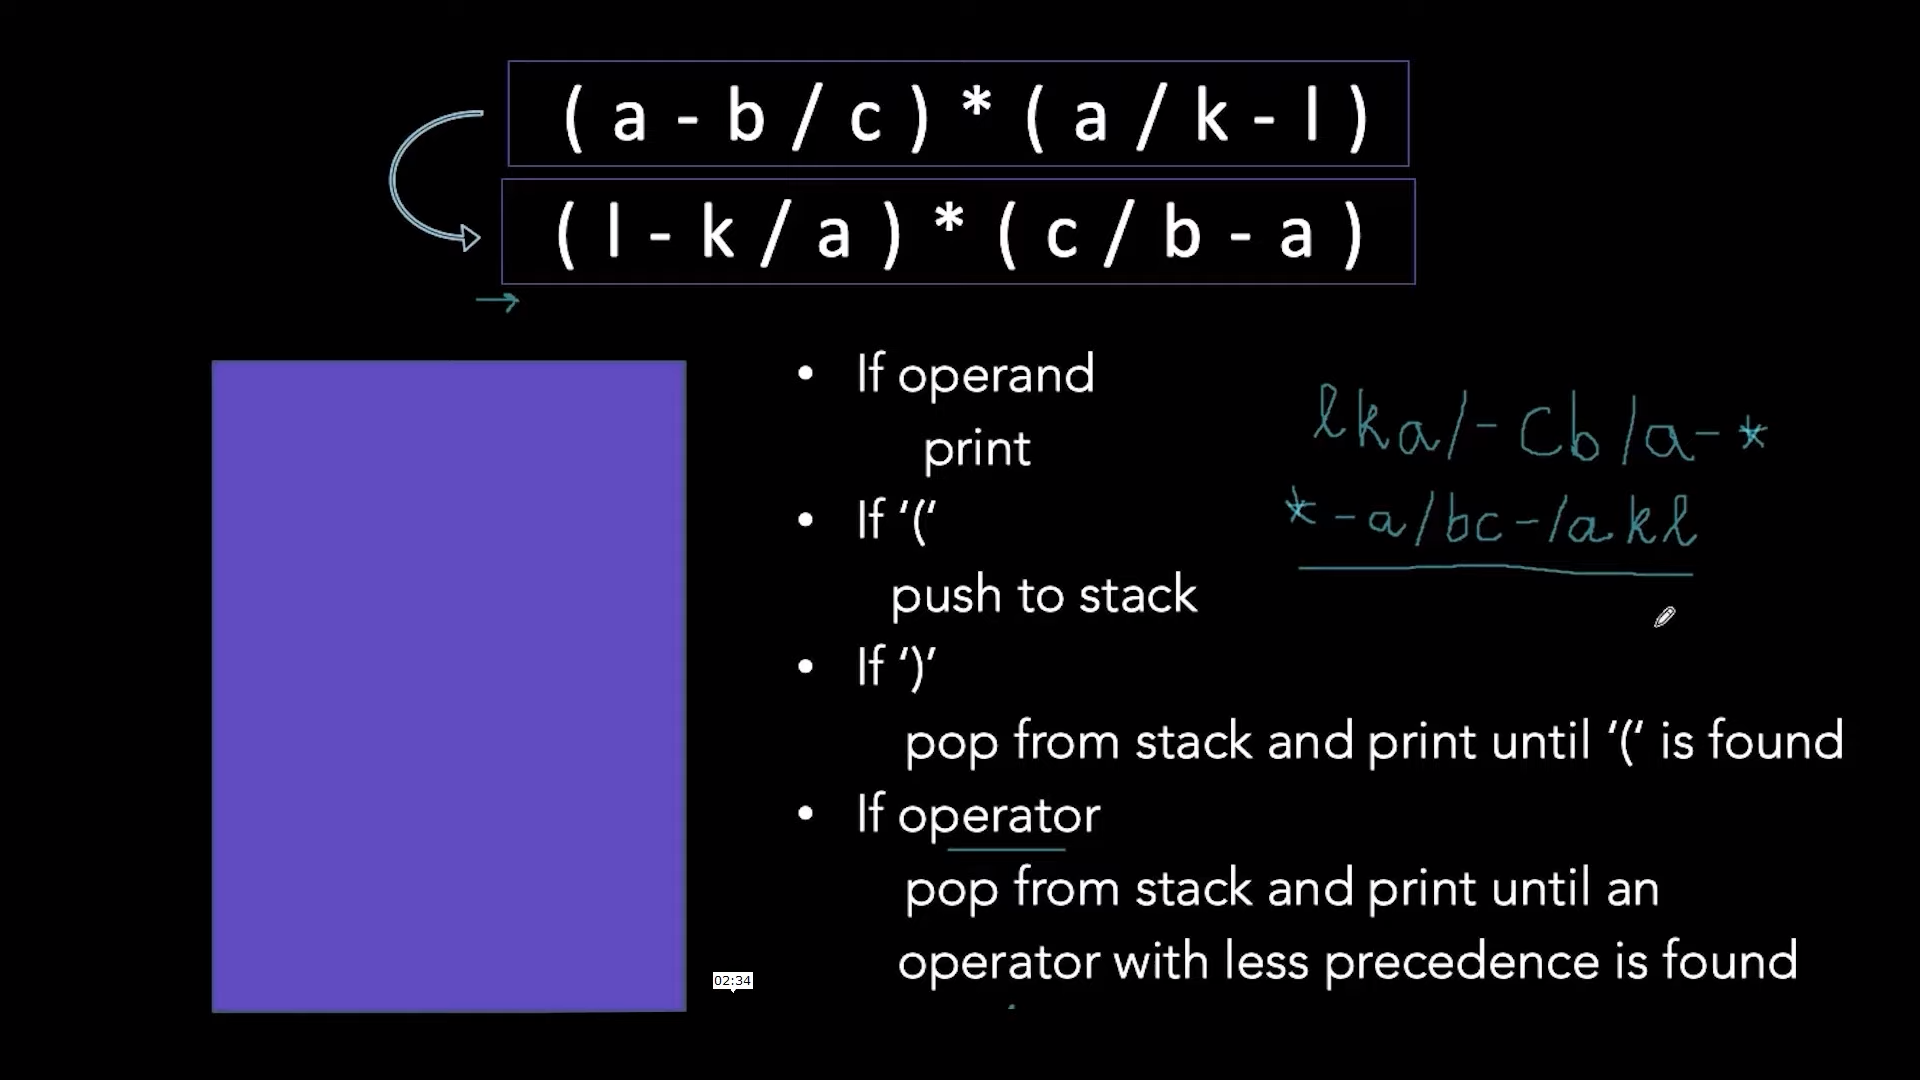 ( a - b / c ) * ( a / k - l )
( l - k / a ) * ( c / b - a )
• If operand
print
• If ‘(‘
push to stack
• If ‘)’
pop from stack and print until ‘(‘ is found
• If operator
pop from stack and print until an
operator with less precedence is found
lka/-Cb/a-*
*-a/bc-/akl
02:34